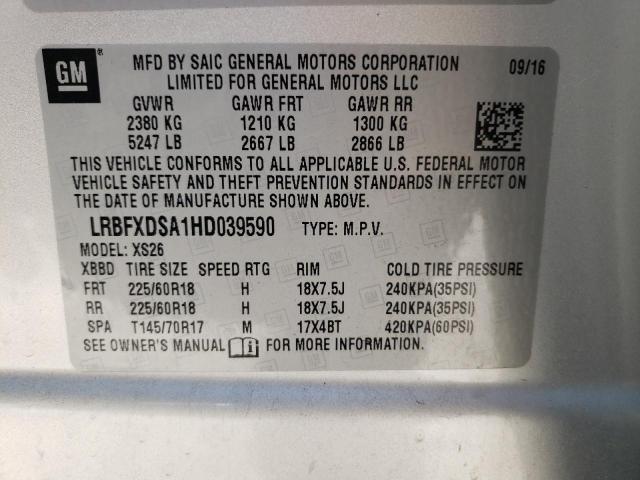 GM
MFD BY SAIC GENERAL MOTORS CORPORATION 09/16
LIMITED FOR GENERAL MOTORS LLC
GVWR GAWR FRT GAWR RR
2380 KG 1210 KG 1300 KG
5247 LB 2667 LB 2866 LB
THIS VEHICLE CONFORMS TO ALL APPLICABLE U.S. FEDERAL MOTOR
VEHICLE SAFETY AND THEFT PREVENTION STANDARDS IN EFFECT ON
THE DATE OF MANUFACTURE SHOWN ABOVE.
LRBFXDSA1HD039590 TYPE: M.P.V.
MODEL: XS26
XBBD TIRE SIZE SPEED RTG RIM COLD TIRE PRESSURE
FRT 225/60R18 H 18X7.5J 240KPA(35PSI)
RR 225/60R18 H 18X7.5J 240KPA(35PSI)
SPA T145/70R17 M 17X4BT 420KPA(60PSI)
SEE OWNER'S MANUAL FOR MORE INFORMATION.